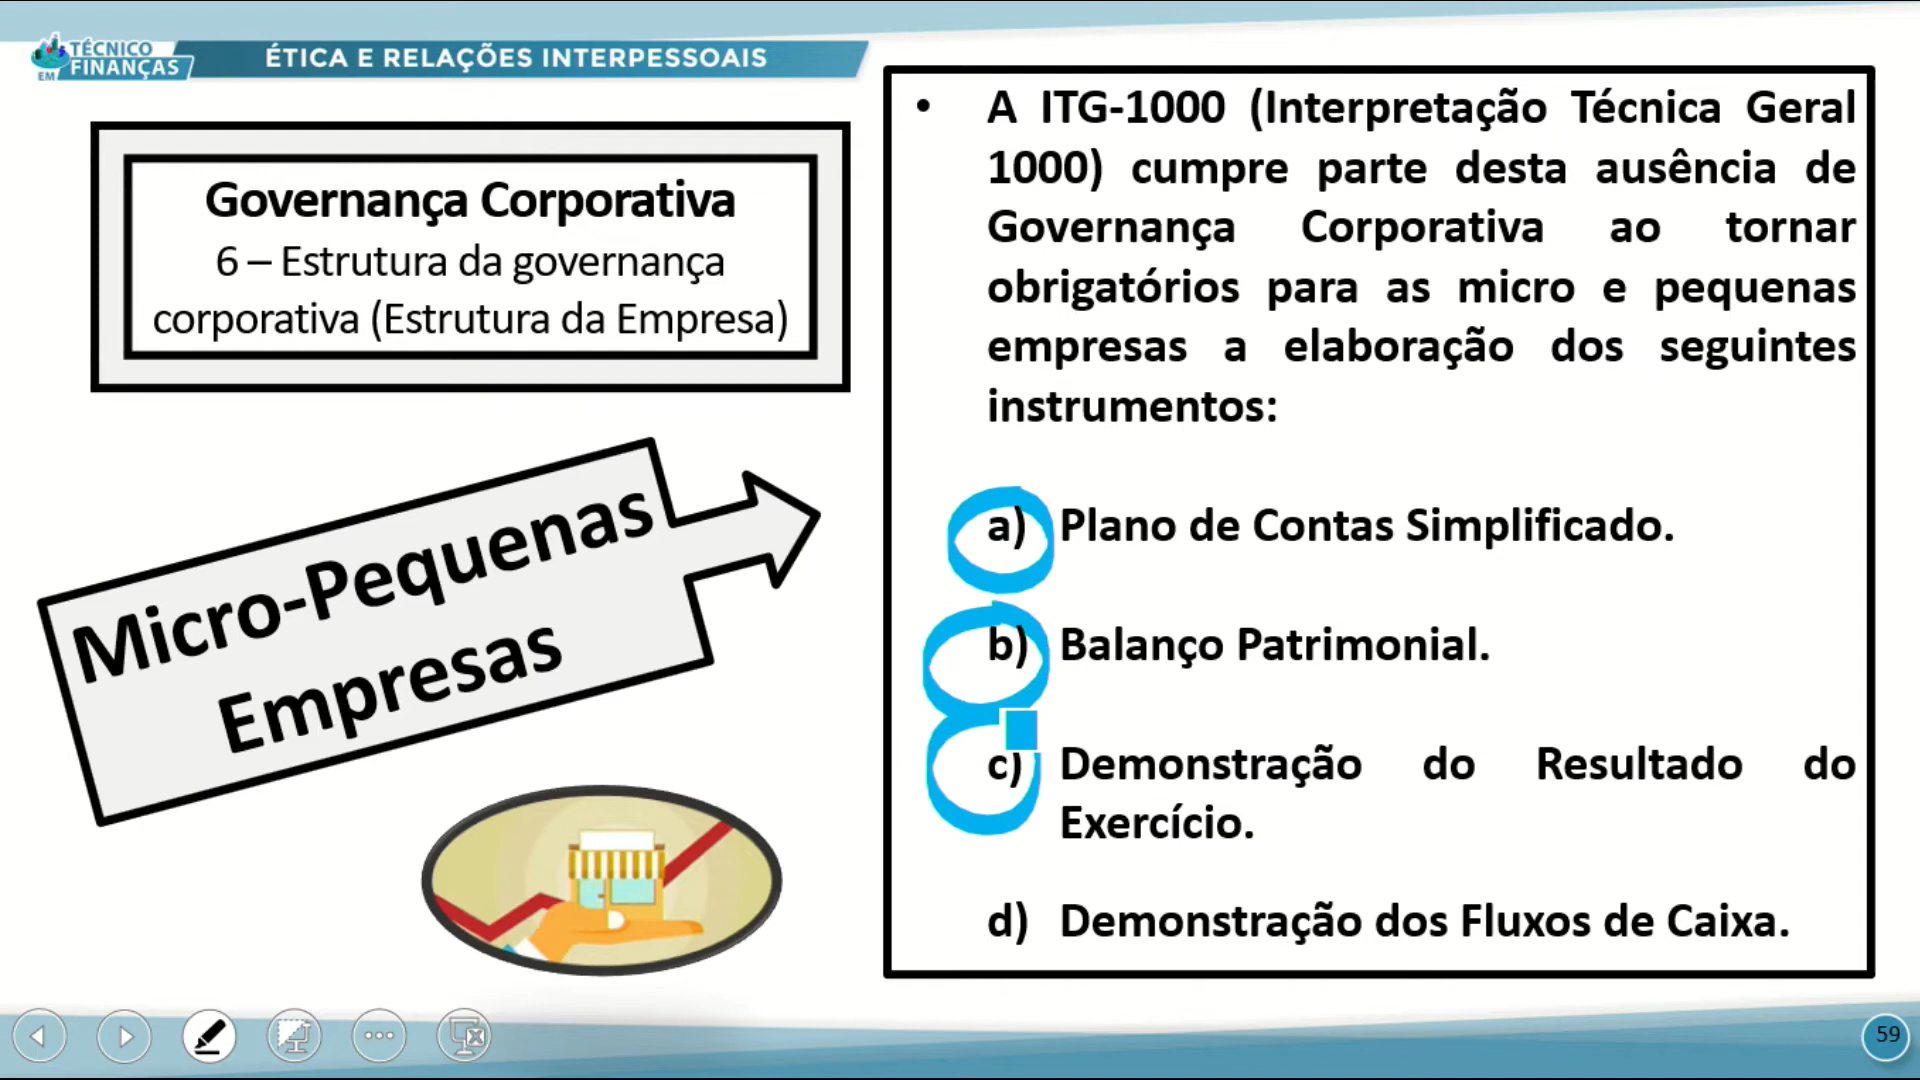 TÉCNICO
EM FINANÇAS
ÉTICA E RELAÇÕES INTERPESSOAIS
Governança Corporativa
6 – Estrutura da governança
corporativa (Estrutura da Empresa)
Micro-Pequenas
Empresas
• A ITG-1000 (Interpretação Técnica Geral
1000) cumpre parte desta ausência de
Governança Corporativa ao tornar
obrigatórios para as micro e pequenas
empresas a elaboração dos seguintes
instrumentos:
a) Plano de Contas Simplificado.
b) Balanço Patrimonial.
c) Demonstração do Resultado do
Exercício.
d) Demonstração dos Fluxos de Caixa.
59